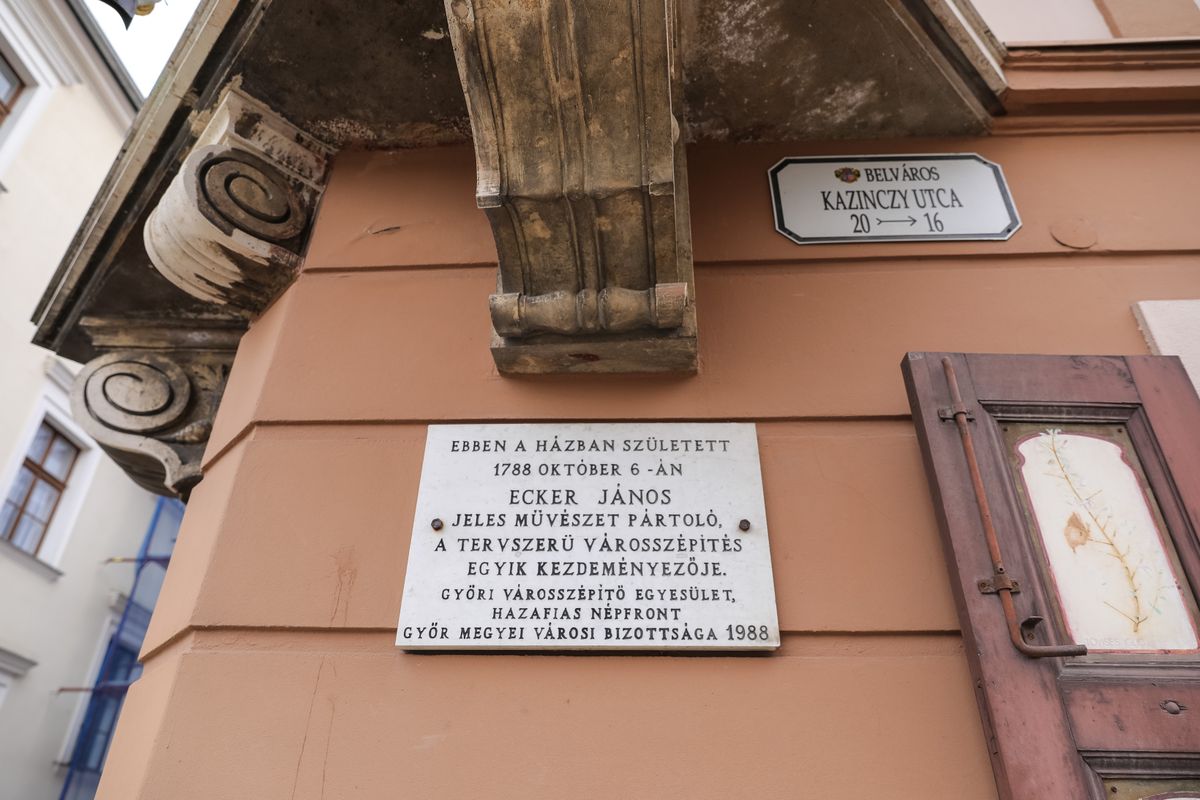 BELVÁROS
KAZINCZY UTCA
20 → 16
EBBEN A HÁZBAN SZÜLETETT
1788 OKTÓBER 6 -ÁN
ECKER JÁNOS
JELES MŰVÉSZET PÁRTOLÓ,
A TERVSZERŰ VÁROSSZÉPÍTÉS
EGYIK KEZDEMÉNYEZŐJE.
GYŐRI VÁROSSZÉPÍTŐ EGYESÜLET,
HAZAFIAS NÉPFRONT
GYŐR MEGYEI VÁROSI BIZOTTSÁGA 1988